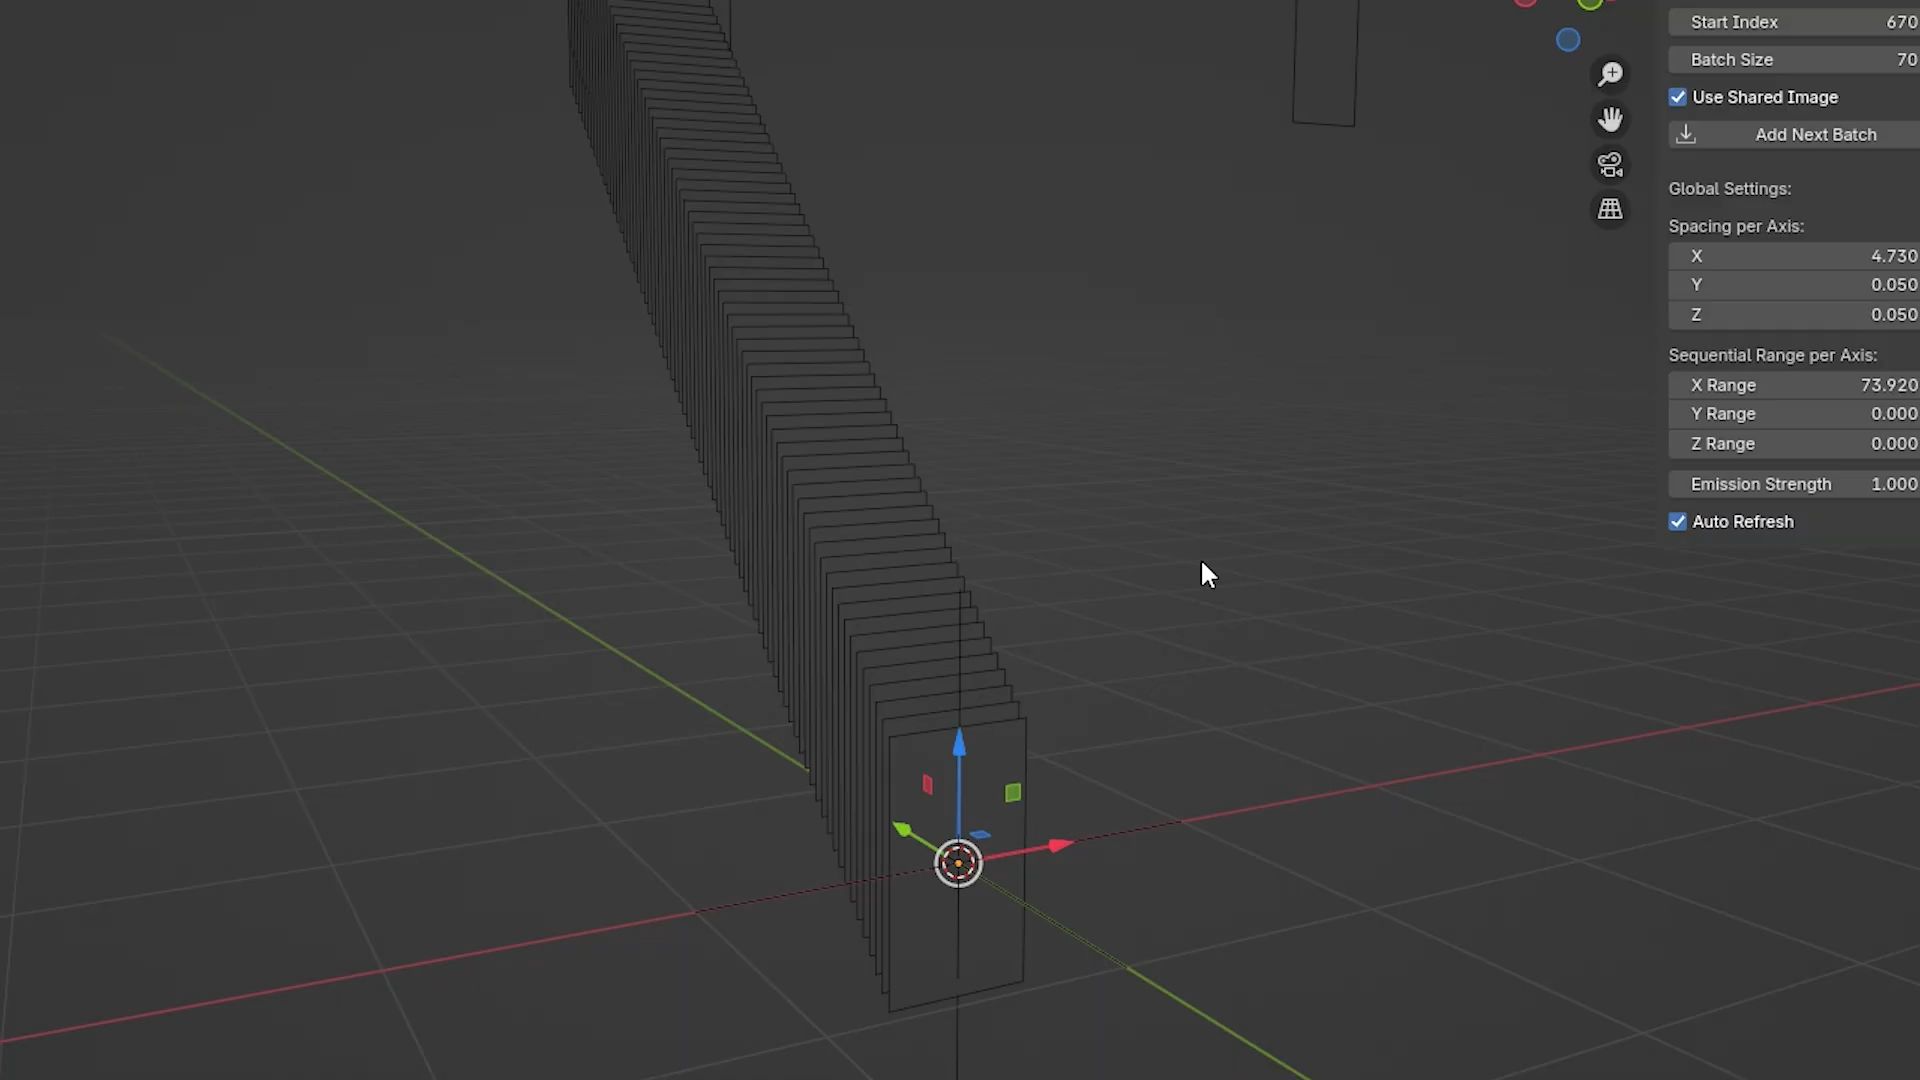 Start Index 670
Batch Size 70
Use Shared Image
Add Next Batch
Global Settings:
Spacing per Axis:
X 4.730
Y 0.050
Z 0.050
Sequential Range per Axis:
X Range 73.920
Y Range 0.000
Z Range 0.000
Emission Strength 1.000
Auto Refresh